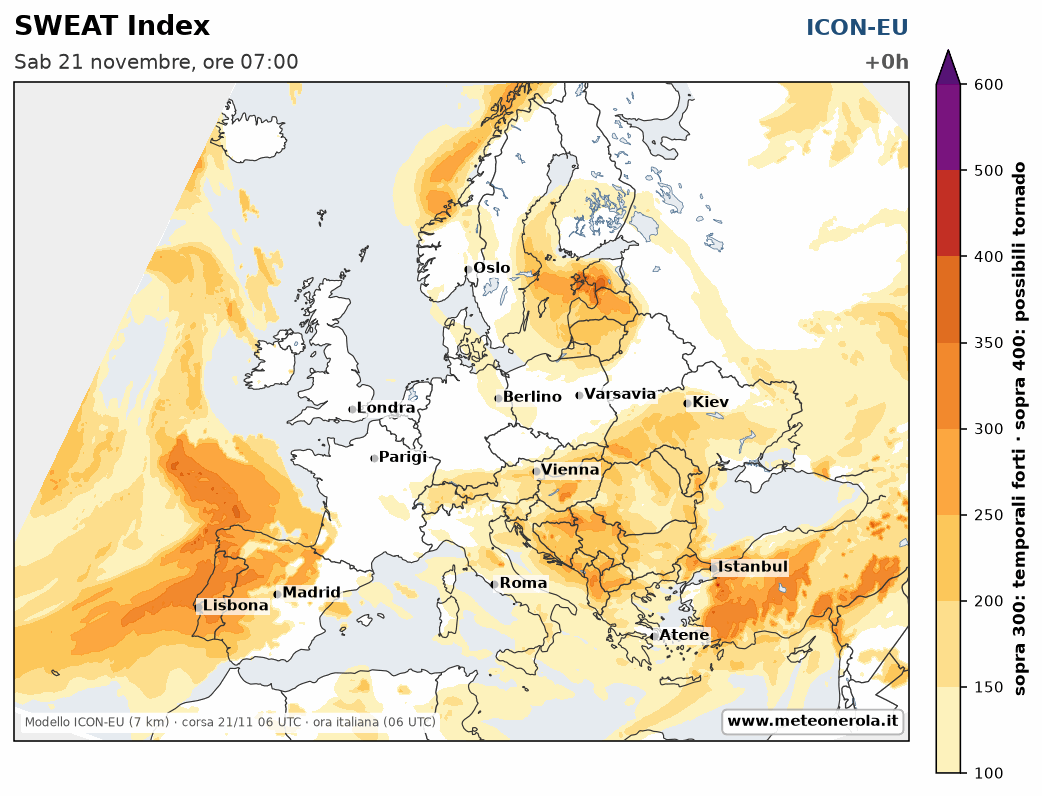 SWEAT Index
ICON-EU
Sab 21 novembre, ore 07:00
+0h
600
500
400
350
300
250
200
150
100
sopra 300: temporali forti · sopra 400: possibili tornado
Oslo
Berlino
Varsavia
Kiev
Londra
Parigi
Vienna
Istanbul
Roma
Madrid
Lisbona
Atene
Modello ICON-EU (7 km) · corsa 21/11 06 UTC · ora italiana (06 UTC)
www.meteonerola.it